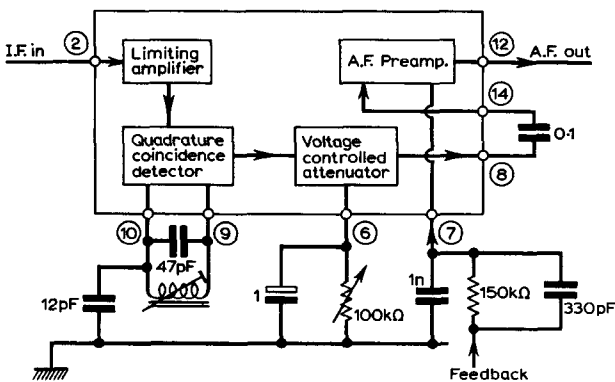 I.F. in
②
Limiting
amplifier
A.F. Preamp.
⑫
A.F. out
⑭
0·1
Quadrature
coincidence
detector
Voltage
controlled
attenuator
⑧
⑩
⑨
⑥
⑦
47pF
12pF
1
100kΩ
1n
150kΩ
330pF
Feedback